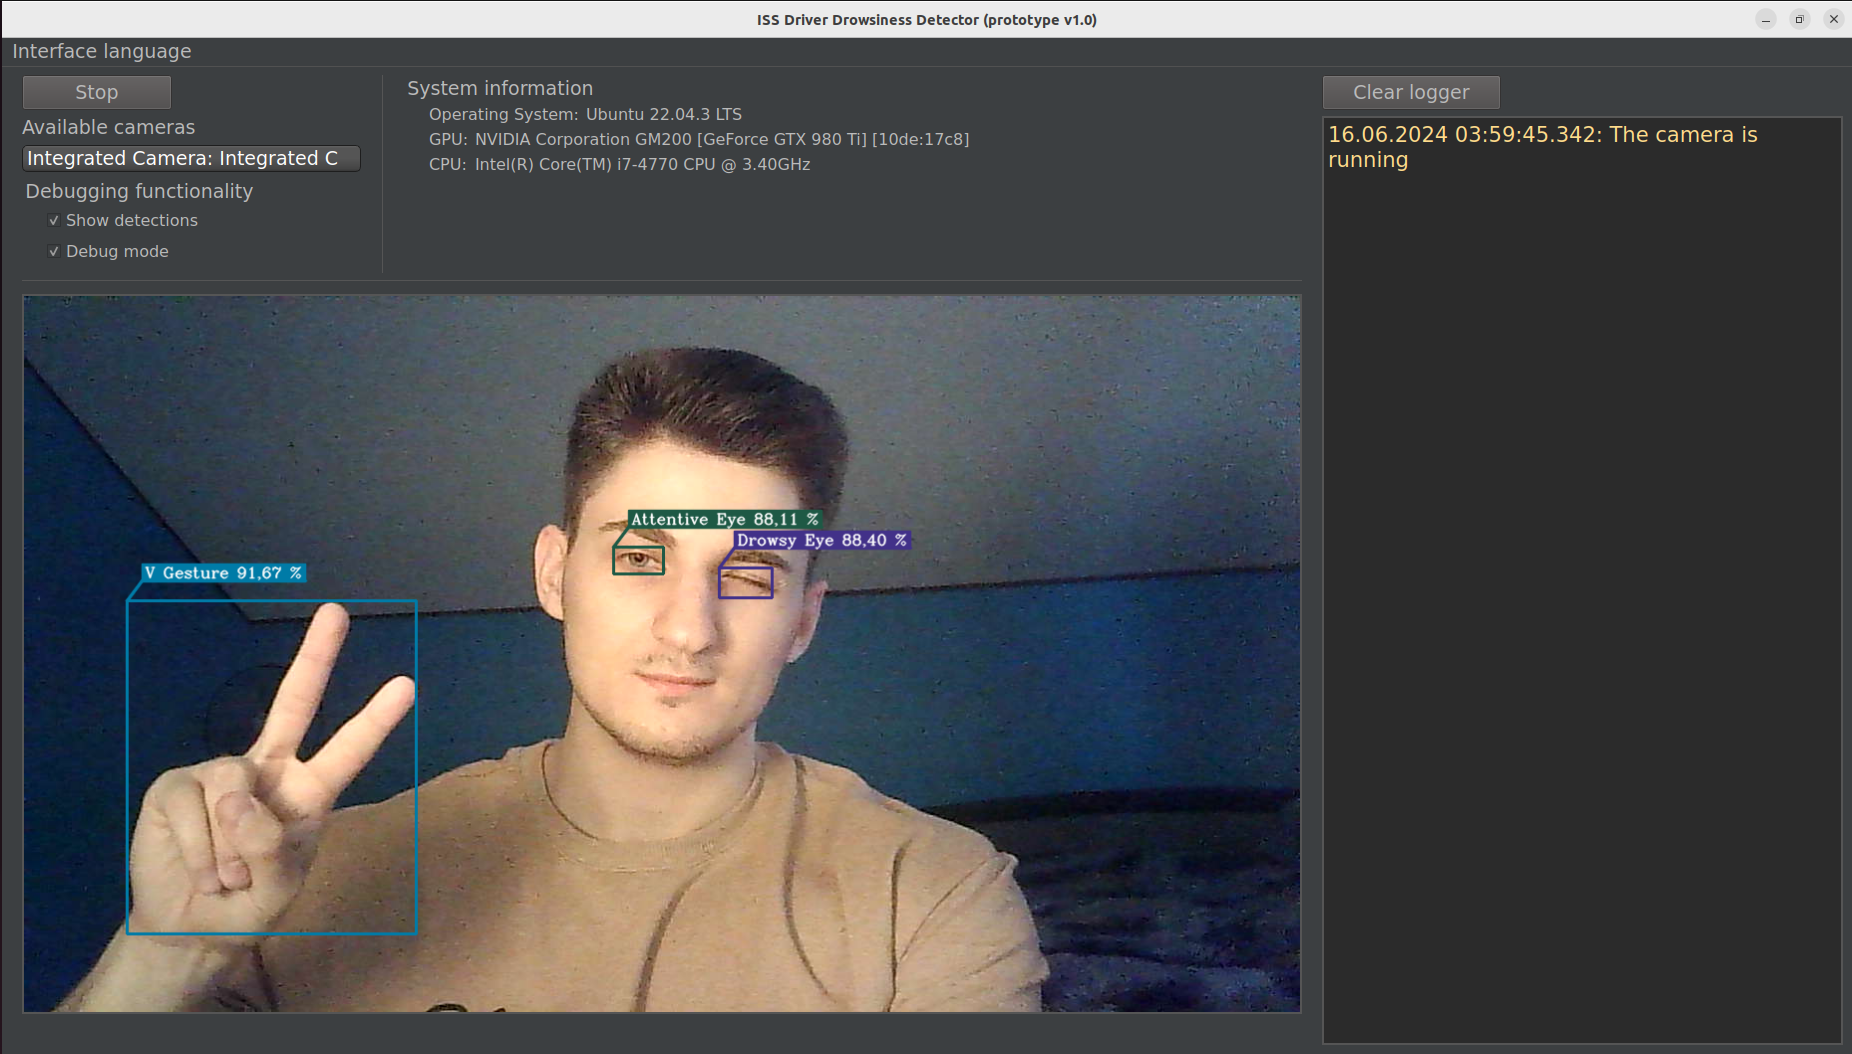 ISS Driver Drowsiness Detector (prototype v1.0)
Interface language
Stop
Available cameras
Integrated Camera: Integrated C
Debugging functionality
Show detections
Debug mode
System information
Operating System: Ubuntu 22.04.3 LTS
GPU: NVIDIA Corporation GM200 [GeForce GTX 980 Ti] [10de:17c8]
CPU: Intel(R) Core(TM) i7-4770 CPU @ 3.40GHz
Clear logger
16.06.2024 03:59:45.342: The camera is
running
Attentive Eye 88,11 %
Drowsy Eye 88,40 %
V Gesture 91,67 %